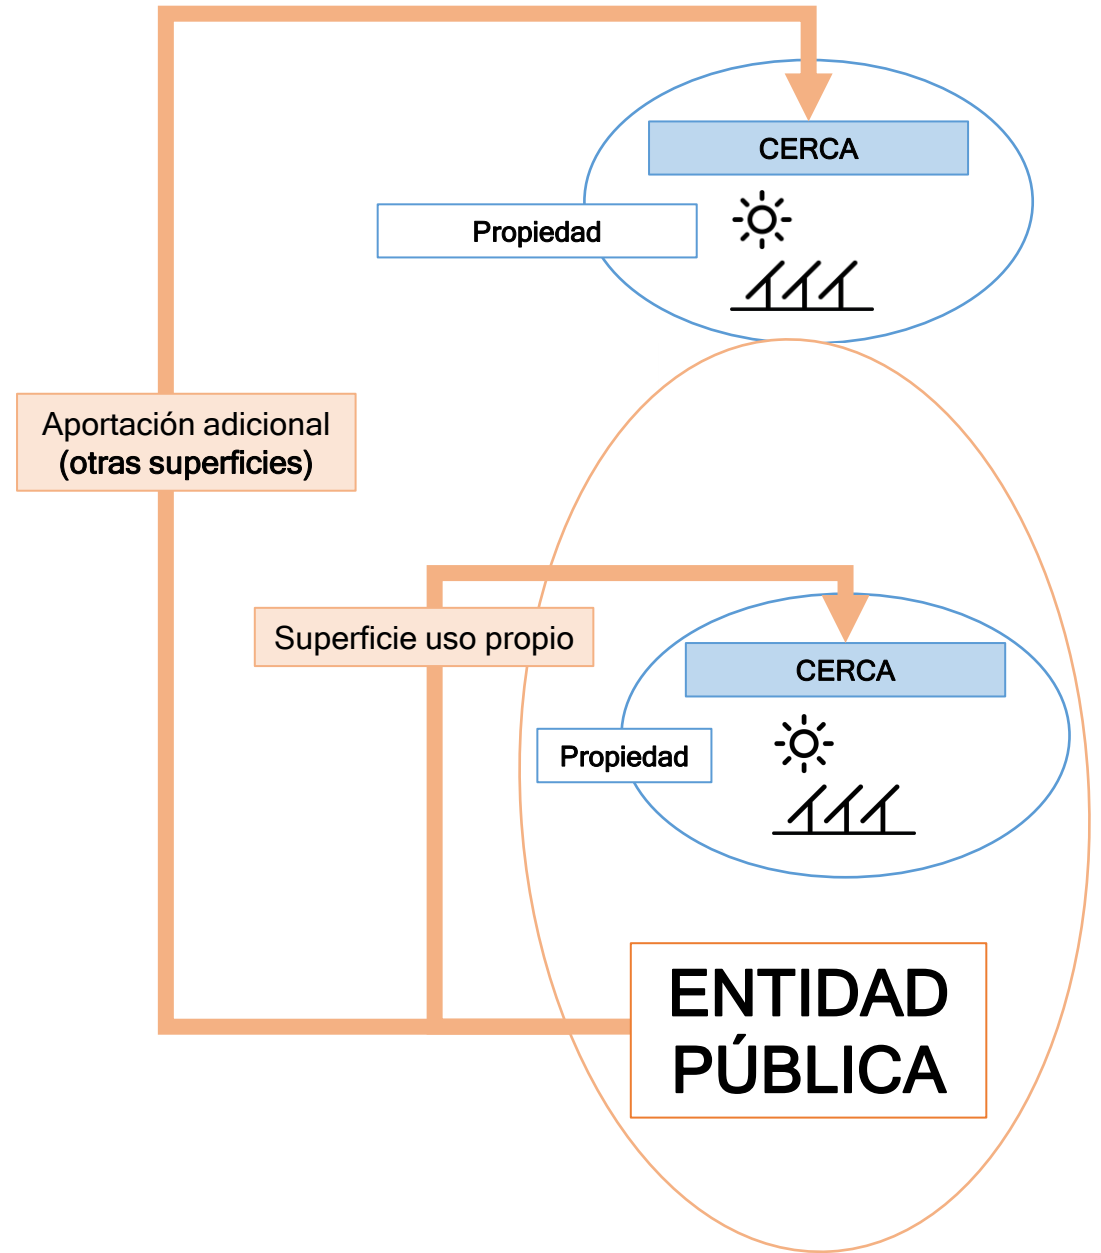 CERCA
Propiedad
Aportación adicional
(otras superficies)
Superficie uso propio
CERCA
Propiedad
ENTIDAD
PÚBLICA